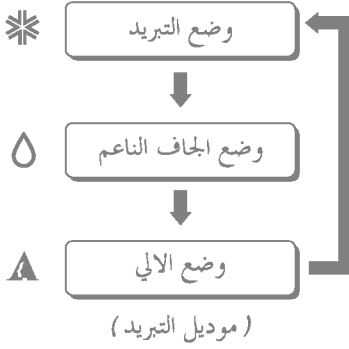 وضع التبريد
وضع الجاف الناعم
وضع الالي
( موديل التبريد )